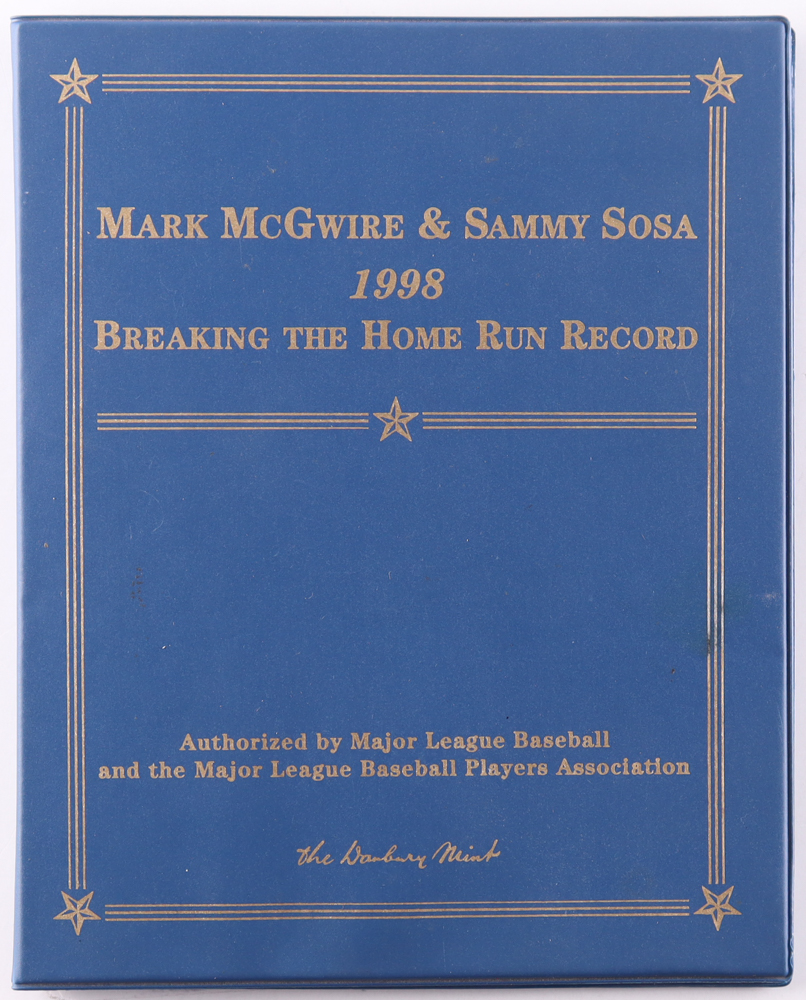 Mark McGwire & Sammy Sosa
1998
Breaking the Home Run Record
Authorized by Major League Baseball
and the Major League Baseball Players Association
the Danbury Mint